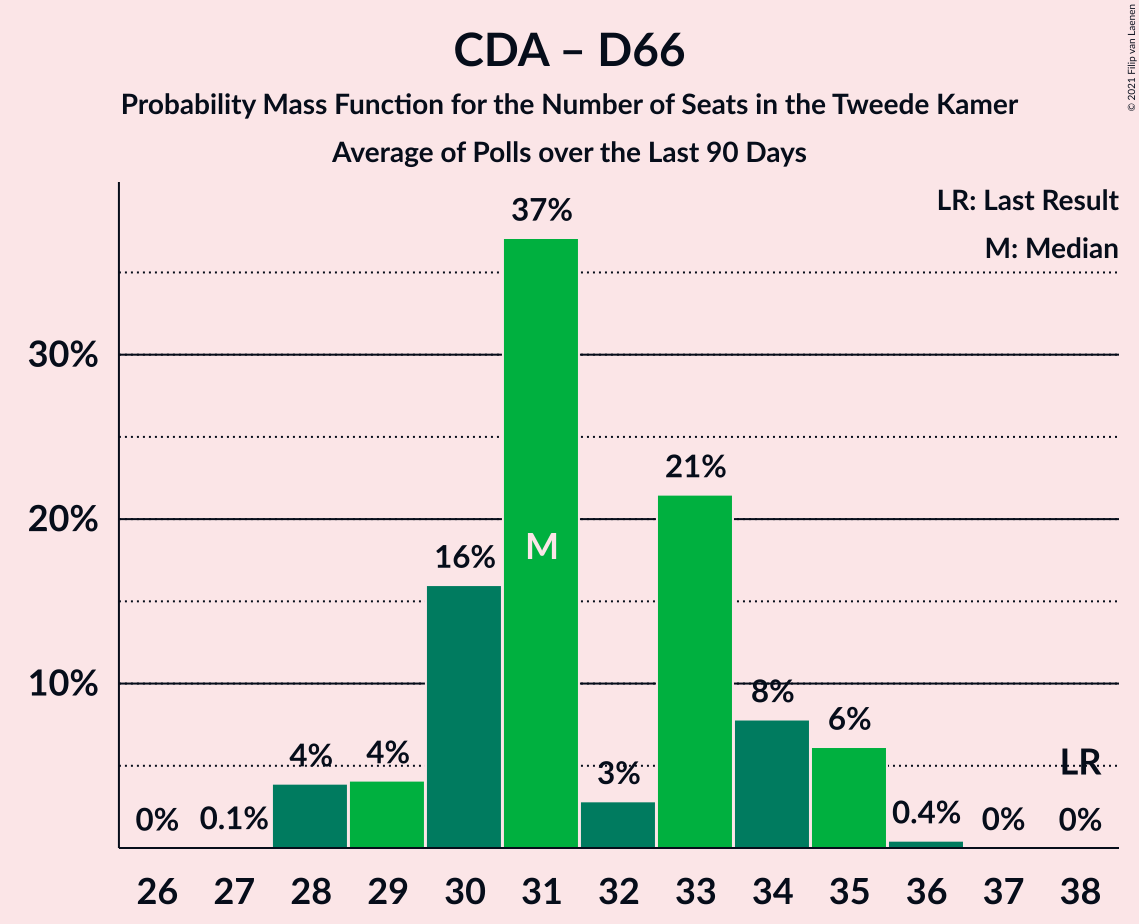 CDA – D66
Probability Mass Function for the Number of Seats in the Tweede Kamer
Average of Polls over the Last 90 Days
© 2021 Filip van Laenen
LR: Last Result
M: Median
30%
20%
10%
0%
0.1%
4%
4%
16%
37%
M
3%
21%
8%
6%
0.4%
0%
LR
0%
26 27 28 29 30 31 32 33 34 35 36 37 38